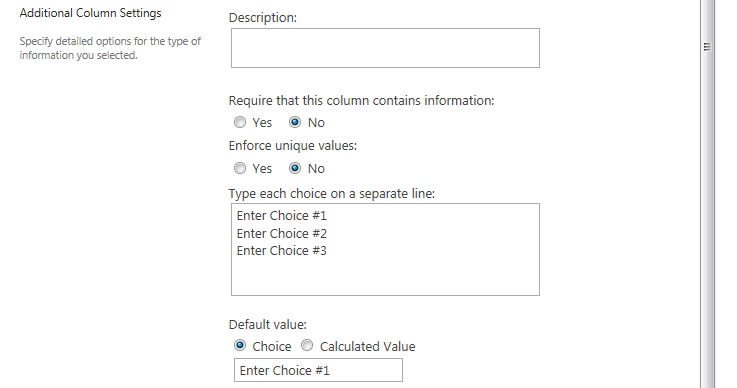 Additional Column Settings
Specify detailed options for the type of
information you selected.
Description:
Require that this column contains information:
Yes No
Enforce unique values:
Yes No
Type each choice on a separate line:
Enter Choice #1
Enter Choice #2
Enter Choice #3
Default value:
Choice Calculated Value
Enter Choice #1